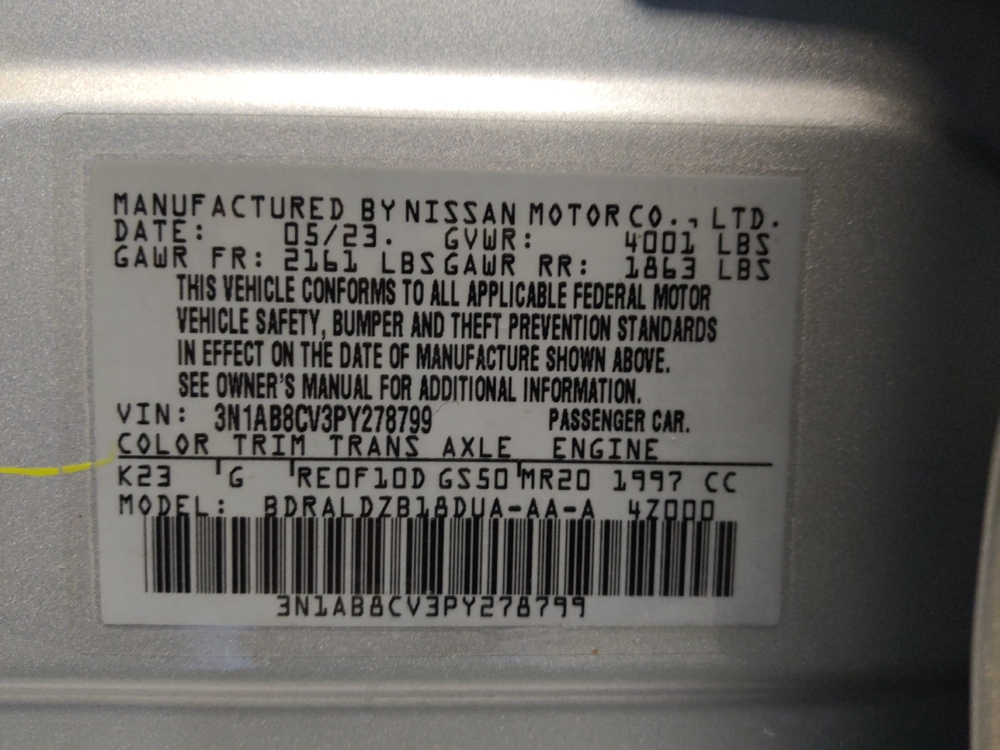 MANUFACTURED BY NISSAN MOTOR CO., LTD.
DATE: 05/23. GVWR: 4001 LBS
GAWR FR: 2161 LBS GAWR RR: 1863 LBS
THIS VEHICLE CONFORMS TO ALL APPLICABLE FEDERAL MOTOR
VEHICLE SAFETY, BUMPER AND THEFT PREVENTION STANDARDS
IN EFFECT ON THE DATE OF MANUFACTURE SHOWN ABOVE.
SEE OWNER'S MANUAL FOR ADDITIONAL INFORMATION.
VIN: 3N1AB8CV3PY278799 PASSENGER CAR.
COLOR TRIM TRANS AXLE ENGINE
K23 G RE0F10D GS50 MR20 1997 CC
MODEL: BDRALDZB18DUA-AA-A 4Z000
3N1AB8CV3PY278799